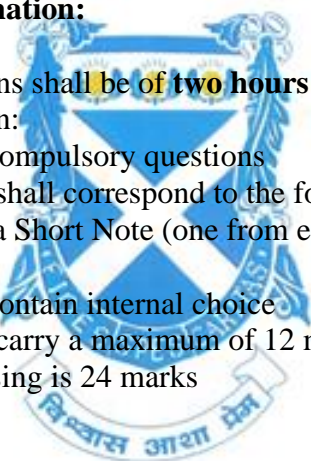 nation:
ns shall be of two hours
n:
ompulsory questions
shall correspond to the fo
a Short Note (one from e
ontain internal choice
carry a maximum of 12 m
ing is 24 marks
विश्वास आशा प्रेम